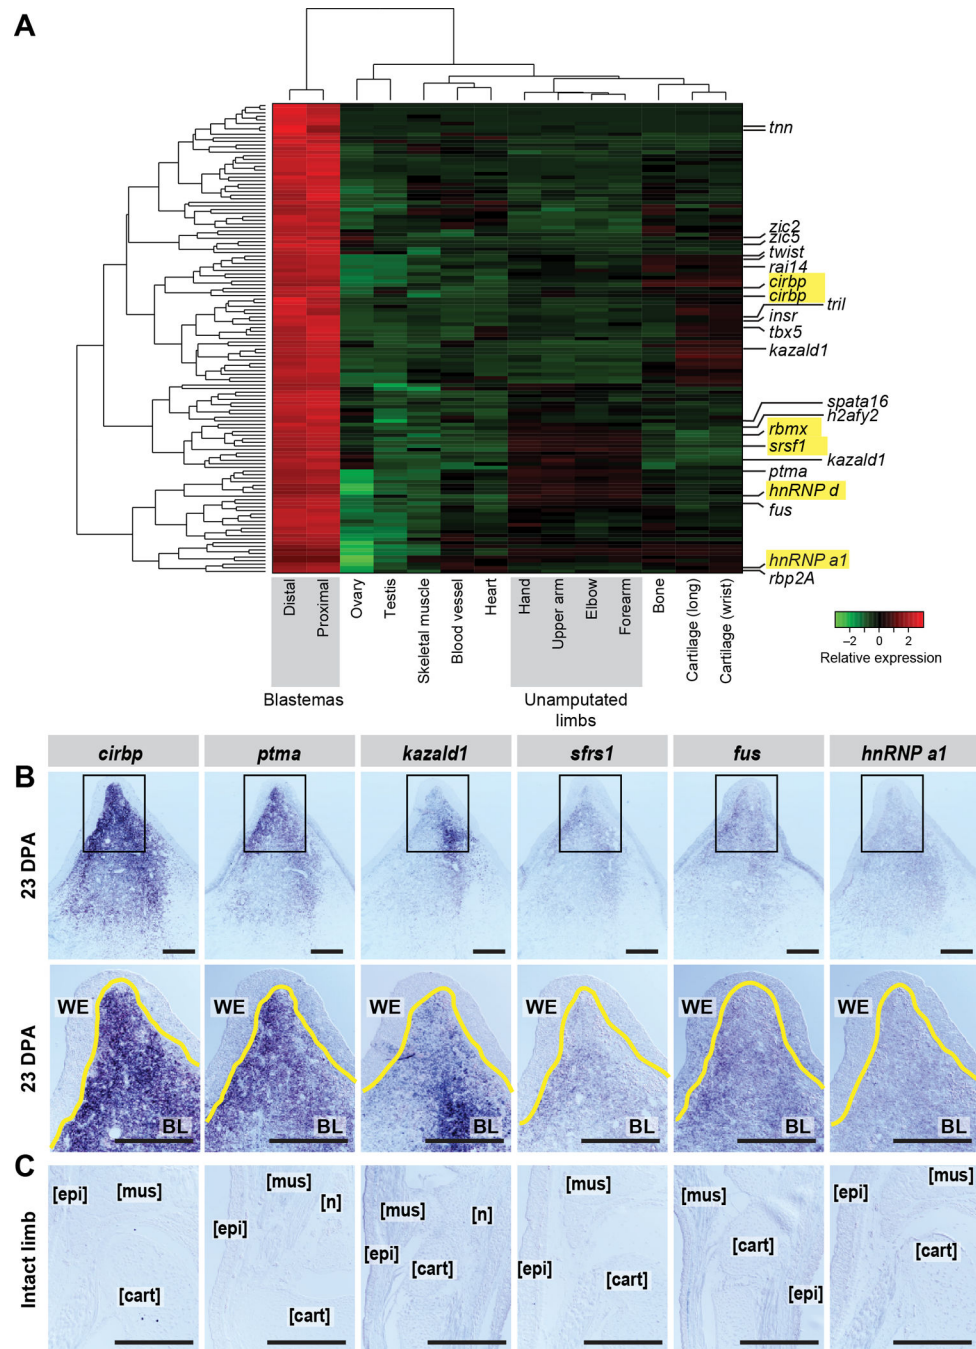 A
tnn
zic2
zic5
twist
rai14
cirbp
cirbp
tril
insr
tbx5
kazald1
spata16
h2afy2
rbmx
srsf1
kazald1
ptma
hnRNP d
fus
hnRNP a1
rbp2A
Distal
Proximal
Ovary
Testis
Skeletal muscle
Blood vessel
Heart
Hand
Upper arm
Elbow
Forearm
Bone
Cartilage (long)
Cartilage (wrist)
−2 0 2
Relative expression
Blastemas
Unamputated
limbs
B
cirbp ptma kazald1 sfrs1 fus hnRNP a1
23 DPA
23 DPA
WE WE WE WE WE WE
BL BL BL BL BL BL
C
Intact limb
[epi] [mus] [cart]
[mus] [n] [epi] [cart]
[mus] [n] [epi] [cart]
[mus] [epi] [cart]
[mus] [cart] [epi]
[mus] [epi] [cart]